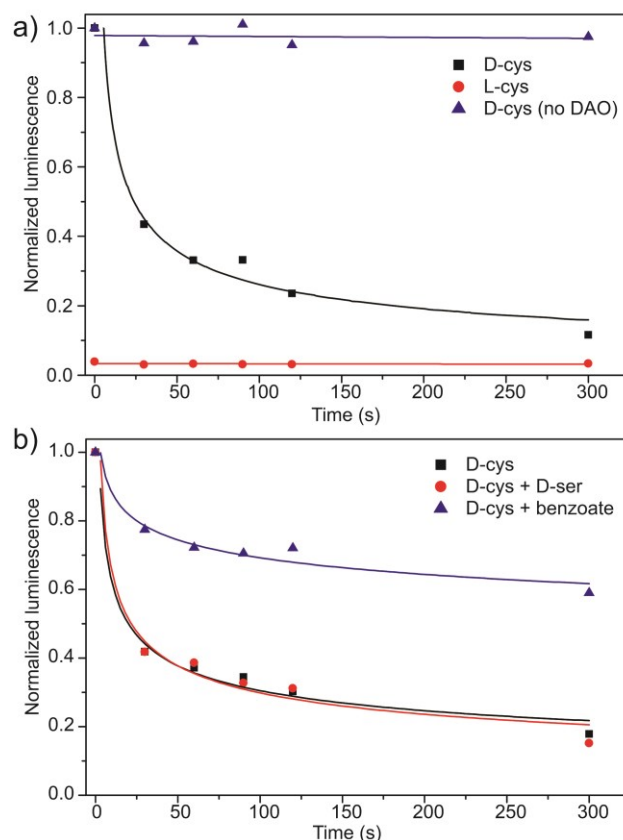 a)
1.0
0.8
0.6
0.4
0.2
0.0
Normalized luminescence
D-cys
L-cys
D-cys (no DAO)
0 50 100 150 200 250 300
Time (s)
b)
1.0
0.8
0.6
0.4
0.2
0.0
Normalized luminescence
D-cys
D-cys + D-ser
D-cys + benzoate
0 50 100 150 200 250 300
Time (s)